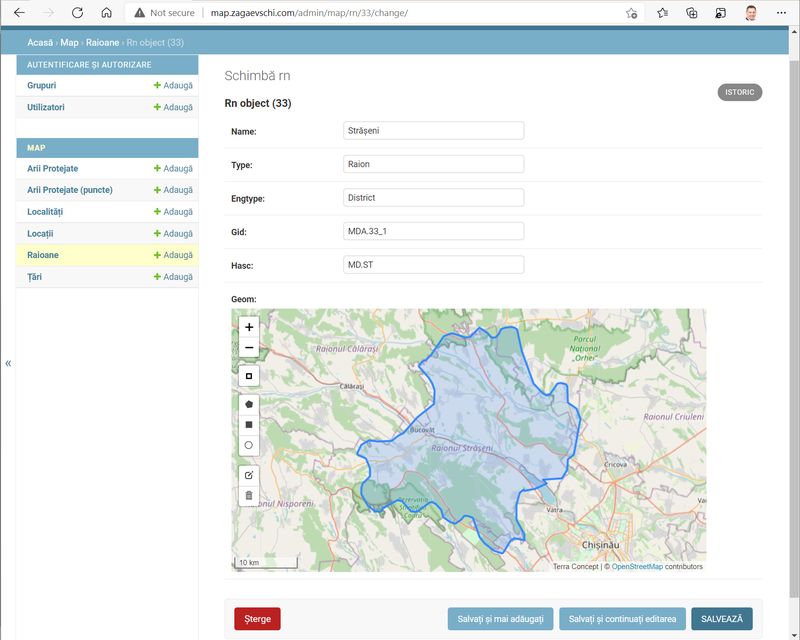 Not secure | map.zagaevschi.com/admin/map/rn/33/change/
Acasă › Map › Raioane › Rn object (33)
AUTENTIFICARE ȘI AUTORIZARE
Grupuri + Adaugă
Utilizatori + Adaugă
MAP
Arii Protejate + Adaugă
Arii Protejate (puncte) + Adaugă
Localități + Adaugă
Locații + Adaugă
Raioane + Adaugă
Țări + Adaugă
«
Schimbă rn
ISTORIC
Rn object (33)
Name: Strășeni
Type: Raion
Engtype: District
Gid: MDA.33_1
Hasc: MD.ST
Geom:
+
−
Parcul
Național
„Orhei"
Raionul Călărași
Călărași
Raionul Criuleni
Bucovăț
Raionul Strășeni
Cricova
Rezervația
Științifică
Codru
Raionul Nisporeni
Vatra
Chișinău
10 km
Terra Concept | © OpenStreetMap contributors
Șterge
Salvați și mai adăugați
Salvați și continuați editarea
SALVEAZĂ